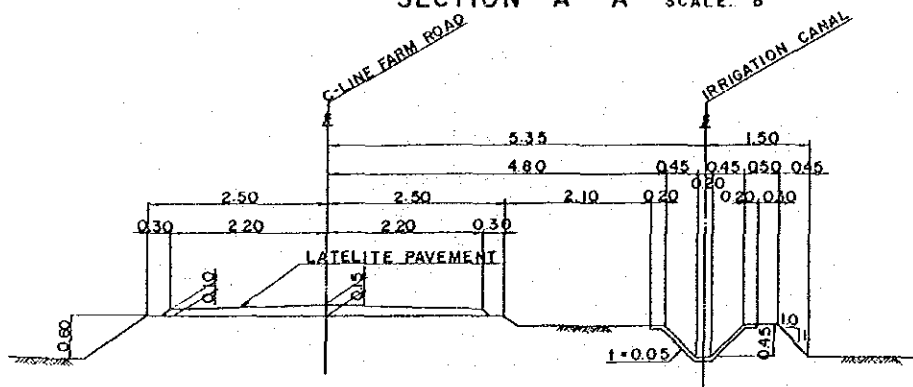 SECTION A A SCALE: B
C-LINE FARM ROAD
IRRIGATION CANAL
5.35 1.50
4.80 0.45 0.45 0.50 0.45
0.20
2.50 2.50 2.10 0.20 0.20 0.30
0.30 2.20 2.20 0.30
LATELITE PAVEMENT
0.10 0.15
0.60
t=0.05
0.45
1.0
1